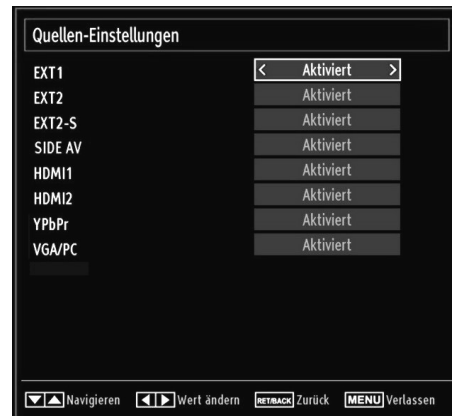 Quellen-Einstellungen
EXT1 < Aktiviert >
EXT2 Aktiviert
EXT2-S Aktiviert
SIDE AV Aktiviert
HDMI1 Aktiviert
HDMI2 Aktiviert
YPbPr Aktiviert
VGA/PC Aktiviert
▼▲ Navigieren ◀▶ Wert ändern RET/BACK Zurück MENU Verlassen